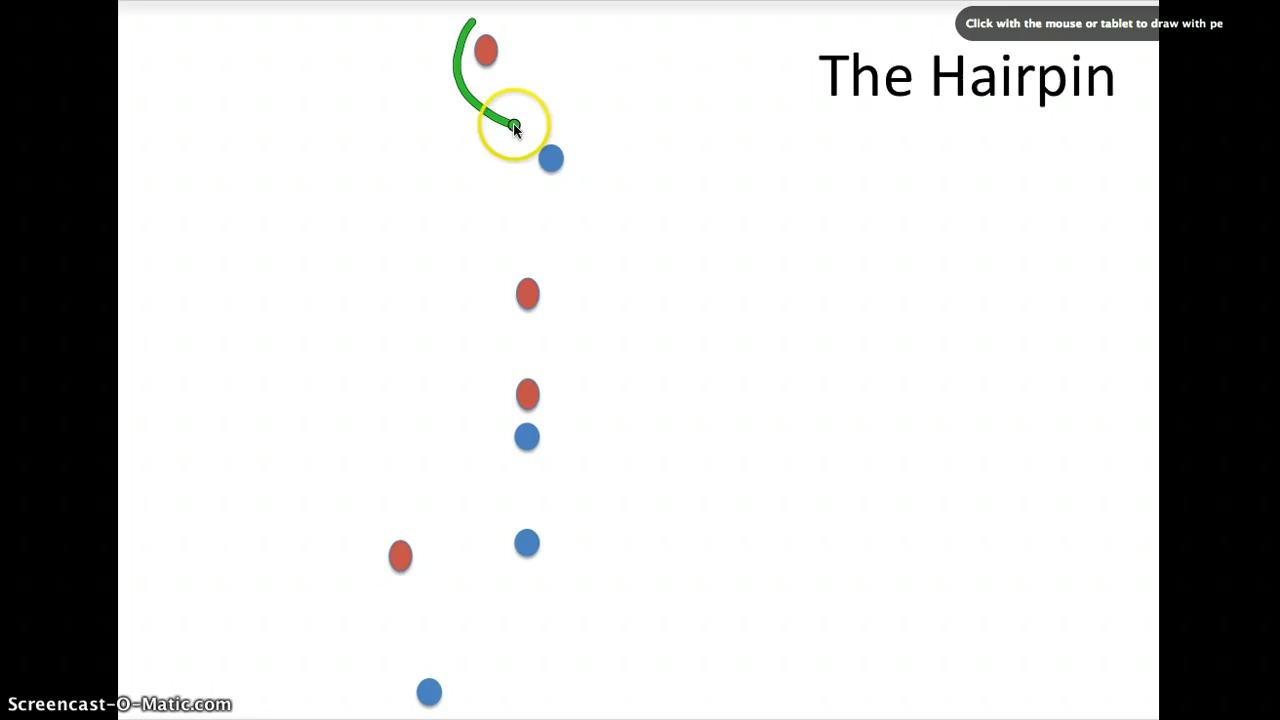 Click with the mouse or tablet to draw with pe
The Hairpin
Screencast-O-Matic.com